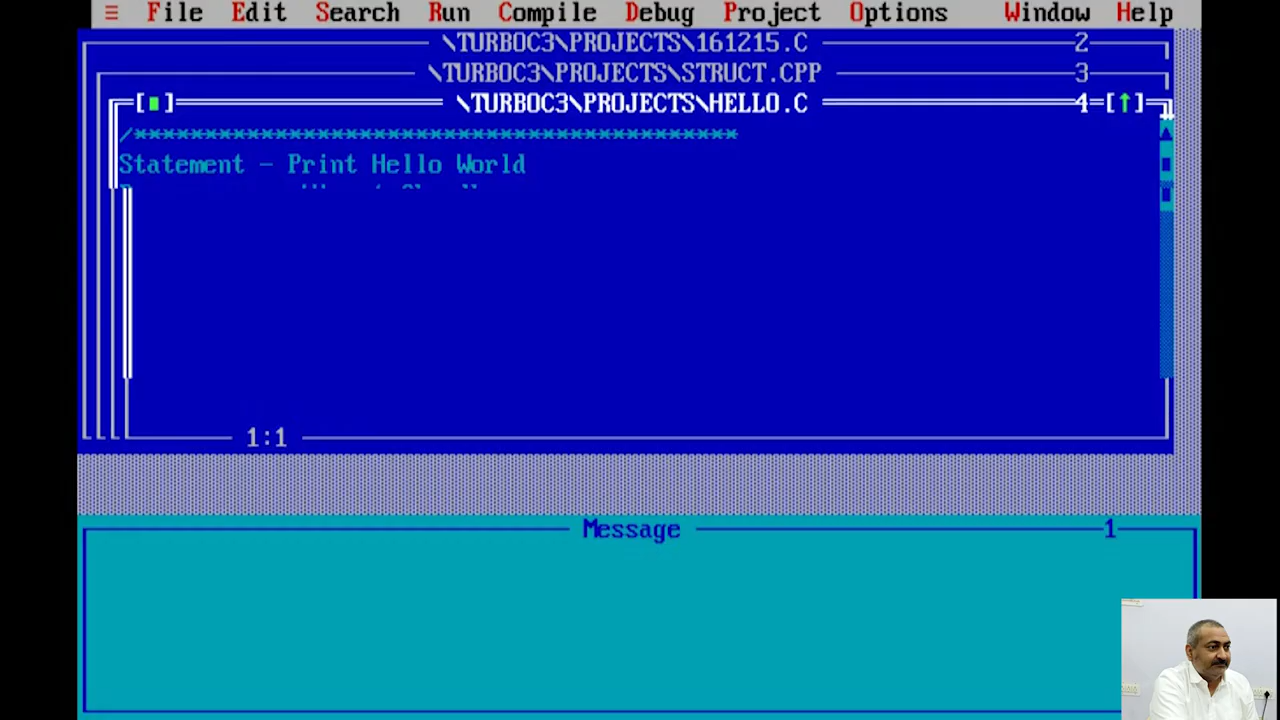 ≡ File Edit Search Run Compile Debug Project Options Window Help
\TURBOC3\PROJECTS\161215.C 2
\TURBOC3\PROJECTS\STRUCT.CPP 3
[■] \TURBOC3\PROJECTS\HELLO.C 4=[↑]
/*******************************************
Statement - Print Hello World
1:1
Message 1